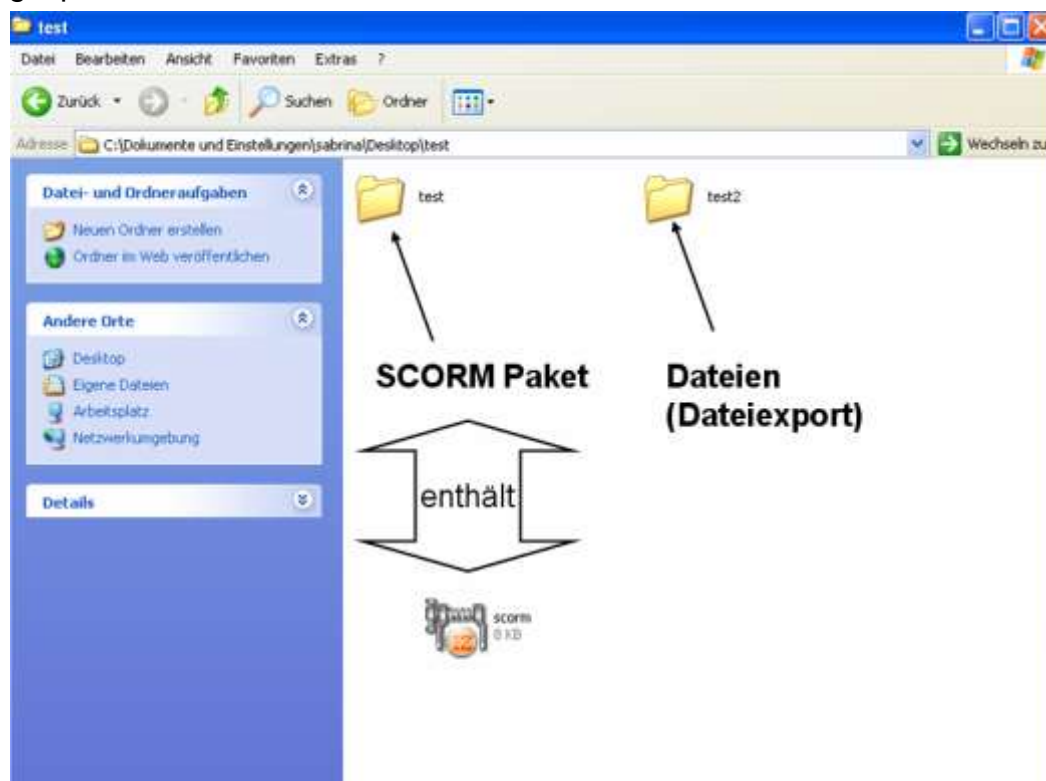 test
Datei Bearbeiten Ansicht Favoriten Extras ?
Zurück Suchen Ordner
Adresse C:\Dokumente und Einstellungen\sabrina\Desktop\test Wechseln zu
Datei- und Ordneraufgaben
Neuen Ordner erstellen
Ordner im Web veröffentlichen
Andere Orte
Desktop
Eigene Dateien
Arbeitsplatz
Netzwerkumgebung
Details
test
test2
SCORM Paket
Dateien
(Dateiexport)
enthält
scorm
8 KB